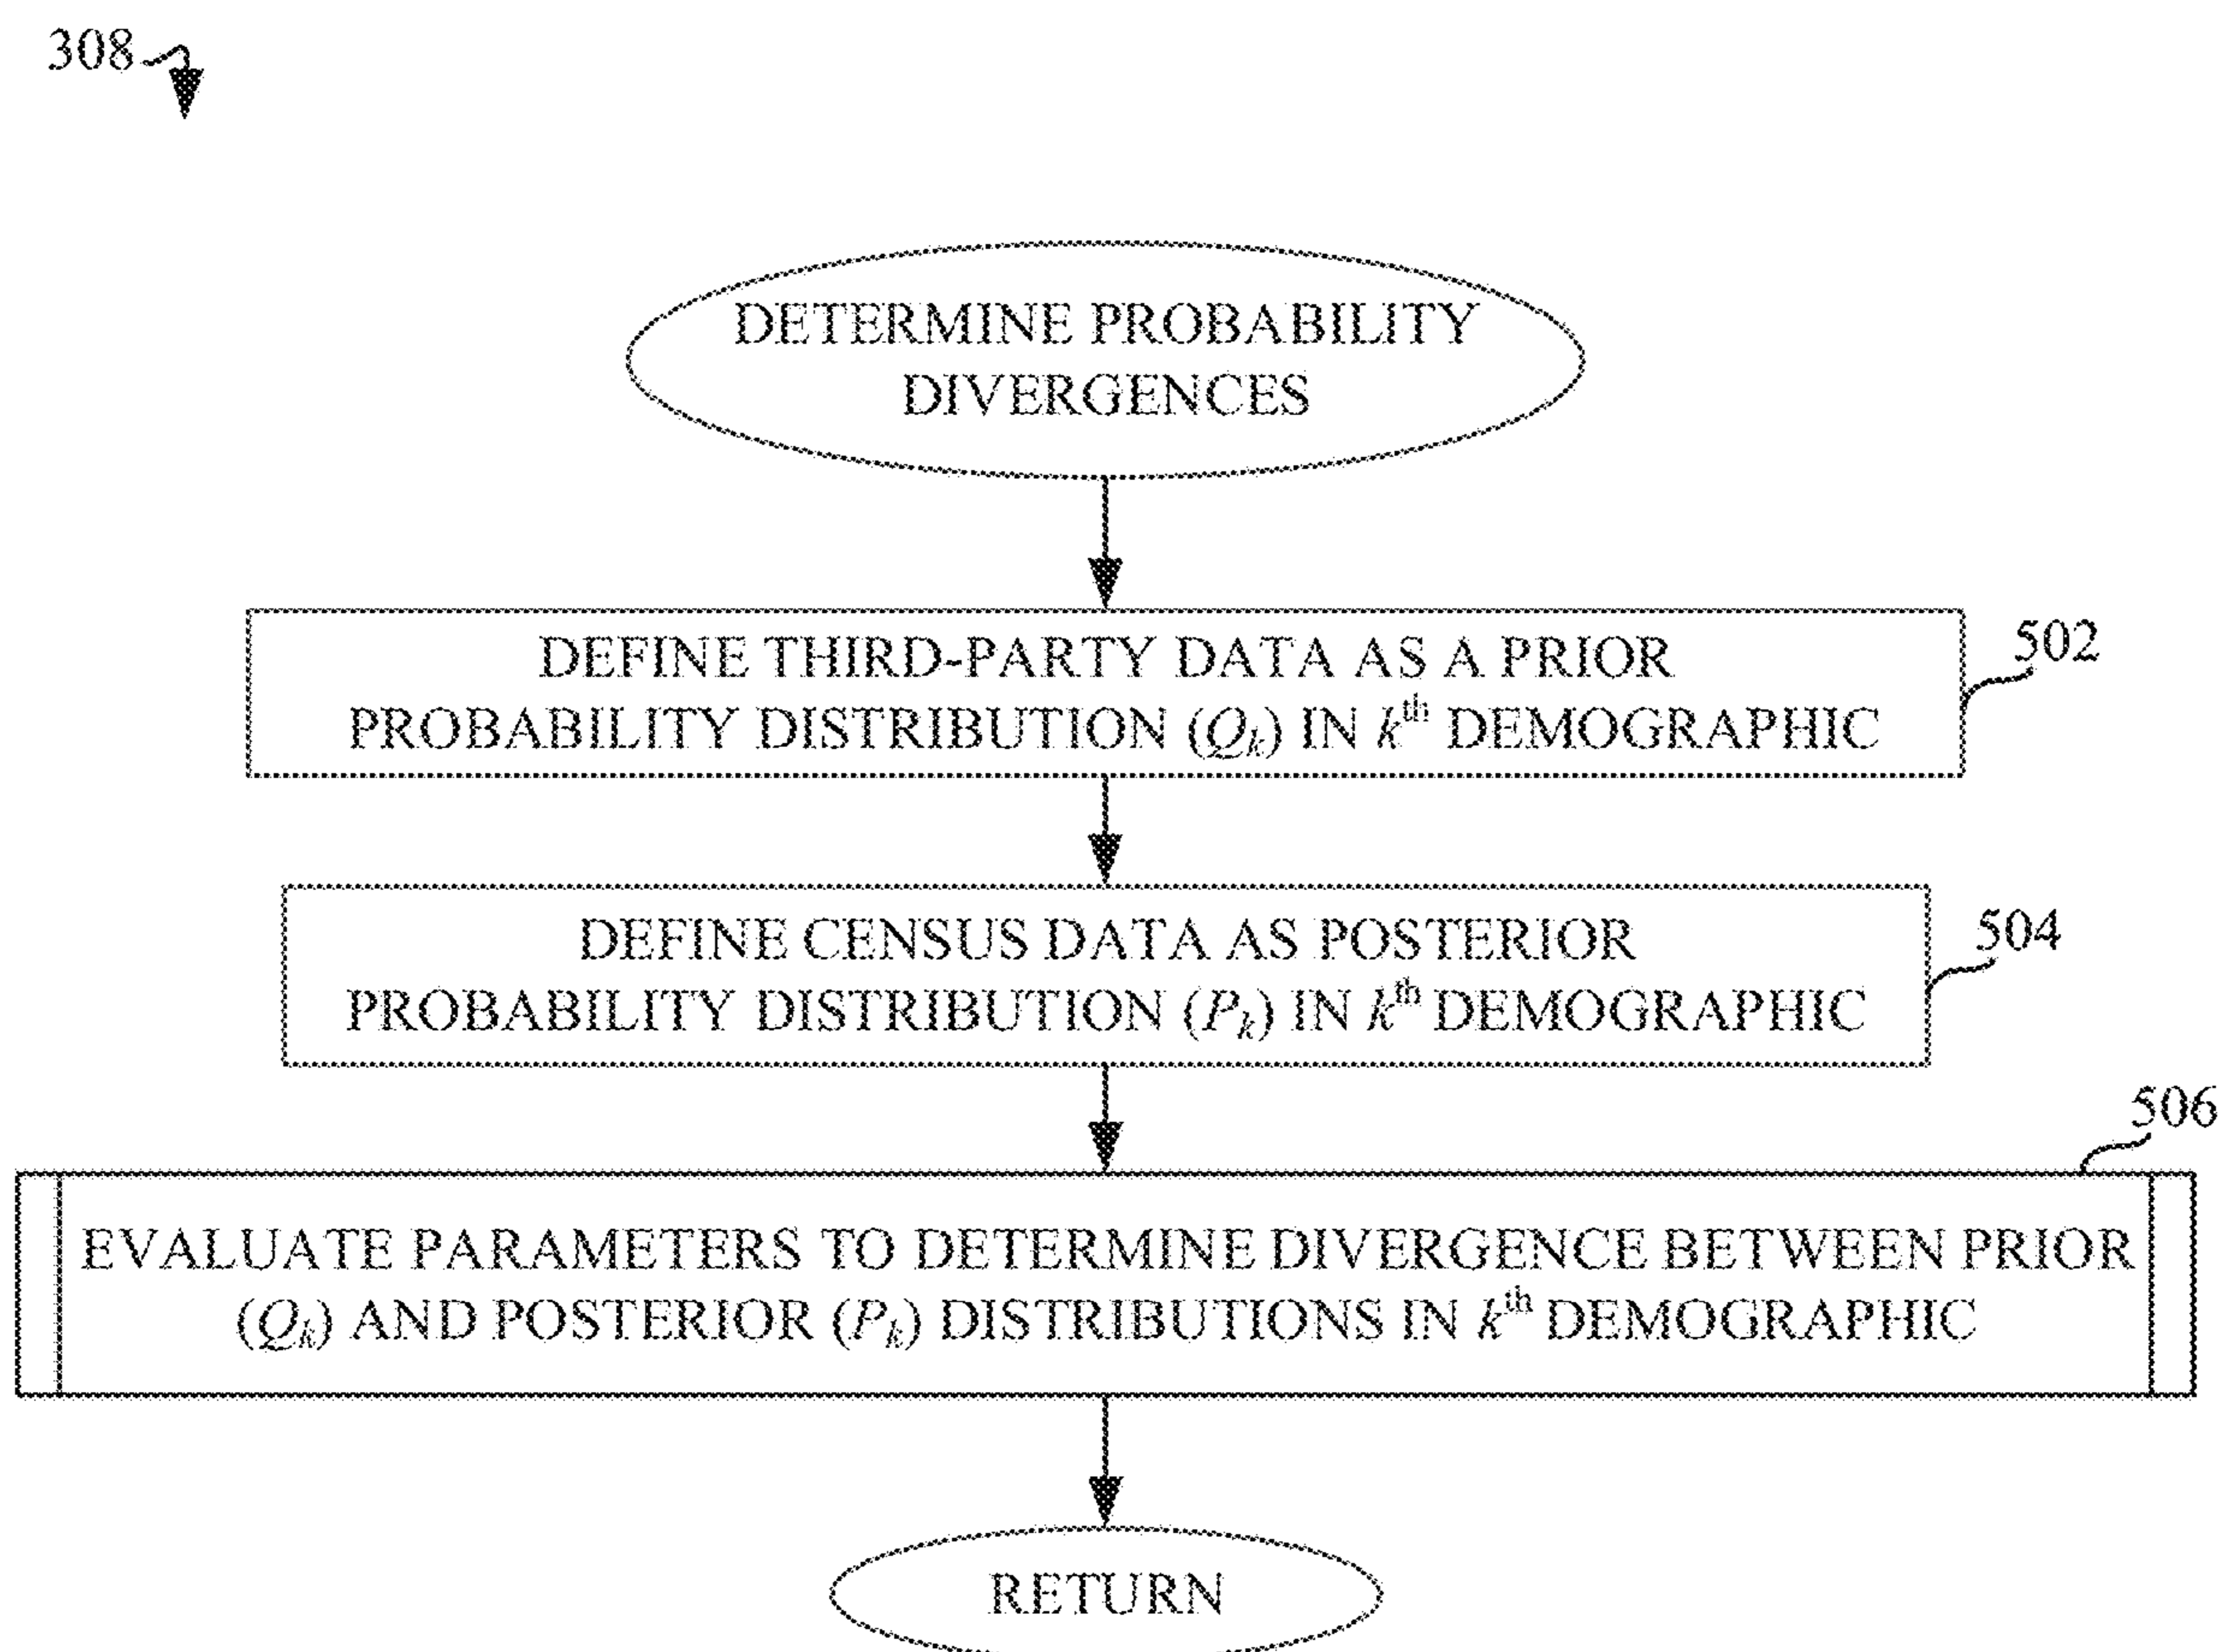 308
DETERMINE PROBABILITY
DIVERGENCES
DEFINE THIRD-PARTY DATA AS A PRIOR
PROBABILITY DISTRIBUTION (Qk) IN kth DEMOGRAPHIC
502
DEFINE CENSUS DATA AS POSTERIOR
PROBABILITY DISTRIBUTION (Pk) IN kth DEMOGRAPHIC
504
506
EVALUATE PARAMETERS TO DETERMINE DIVERGENCE BETWEEN PRIOR
(Qk) AND POSTERIOR (Pk) DISTRIBUTIONS IN kth DEMOGRAPHIC
RETURN